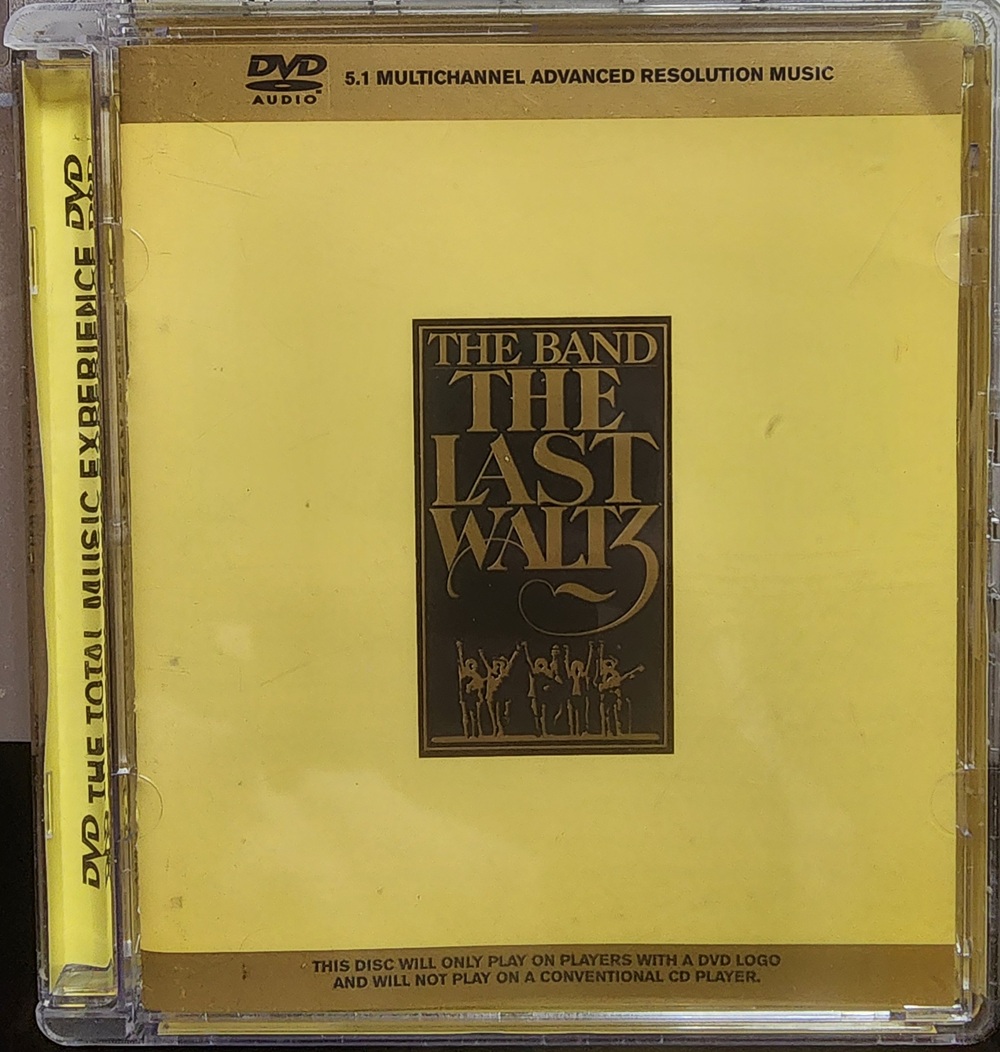 DVD
AUDIO
5.1 MULTICHANNEL ADVANCED RESOLUTION MUSIC
THE BAND
THE
LAST
WALTZ
THIS DISC WILL ONLY PLAY ON PLAYERS WITH A DVD LOGO
AND WILL NOT PLAY ON A CONVENTIONAL CD PLAYER.
DVD THE TOTAL MUSIC EXPERIENCE DVD